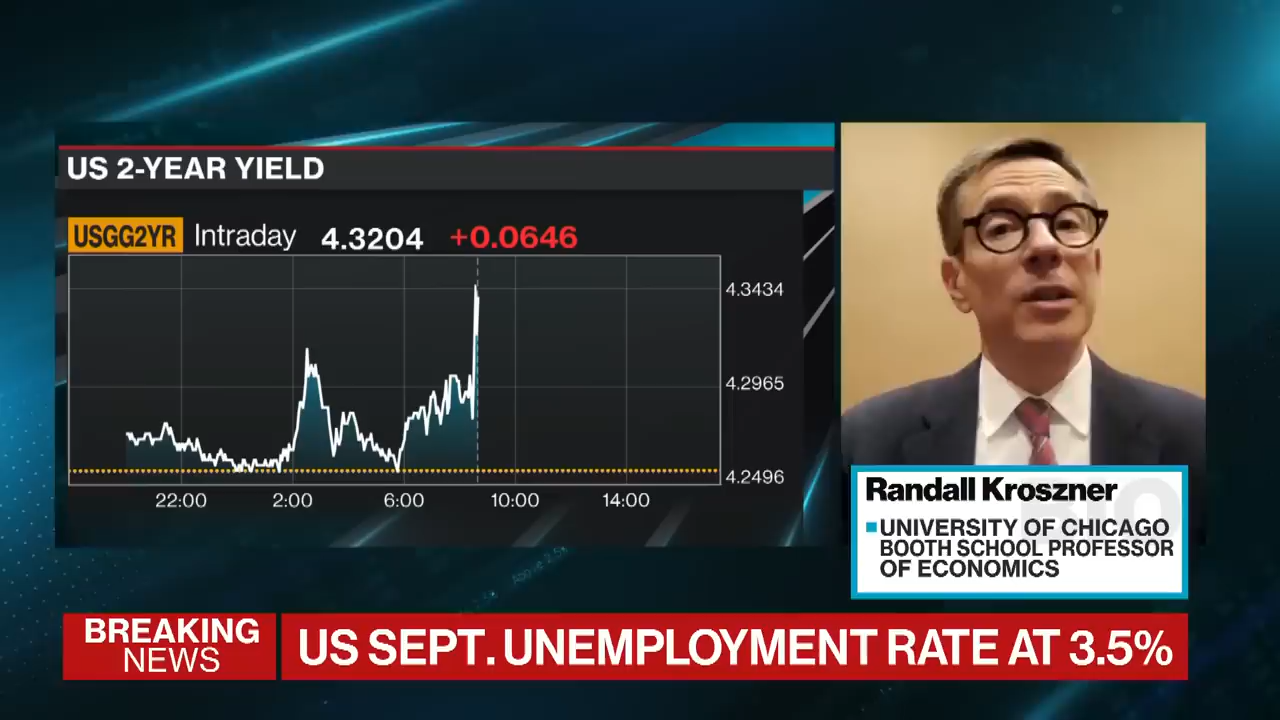 US 2-YEAR YIELD
USGG2YR Intraday 4.3204 +0.0646
4.3434
4.2965
4.2496
22:00 2:00 6:00 10:00 14:00
Randall Kroszner
UNIVERSITY OF CHICAGO
BOOTH SCHOOL PROFESSOR
OF ECONOMICS
BREAKING
NEWS
US SEPT. UNEMPLOYMENT RATE AT 3.5%